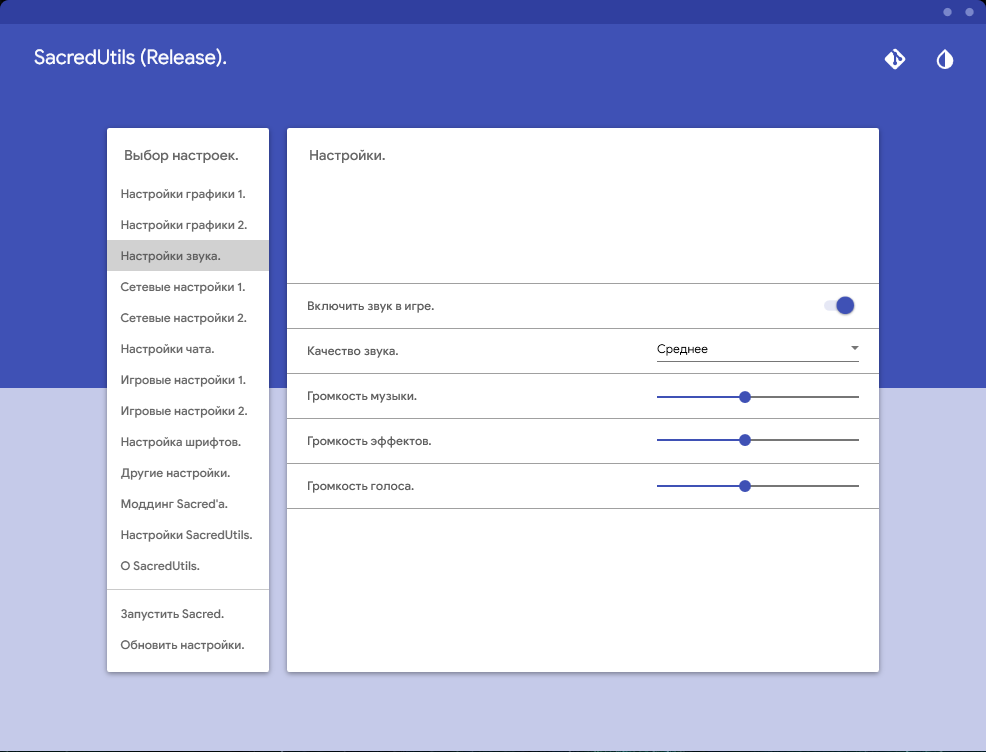 SacredUtils (Release).
Выбор настроек.
Настройки графики 1.
Настройки графики 2.
Настройки звука.
Сетевые настройки 1.
Сетевые настройки 2.
Настройки чата.
Игровые настройки 1.
Игровые настройки 2.
Настройка шрифтов.
Другие настройки.
Моддинг Sacred'a.
Настройки SacredUtils.
О SacredUtils.
Запустить Sacred.
Обновить настройки.
Настройки.
Включить звук в игре.
Качество звука.
Среднее
Громкость музыки.
Громкость эффектов.
Громкость голоса.